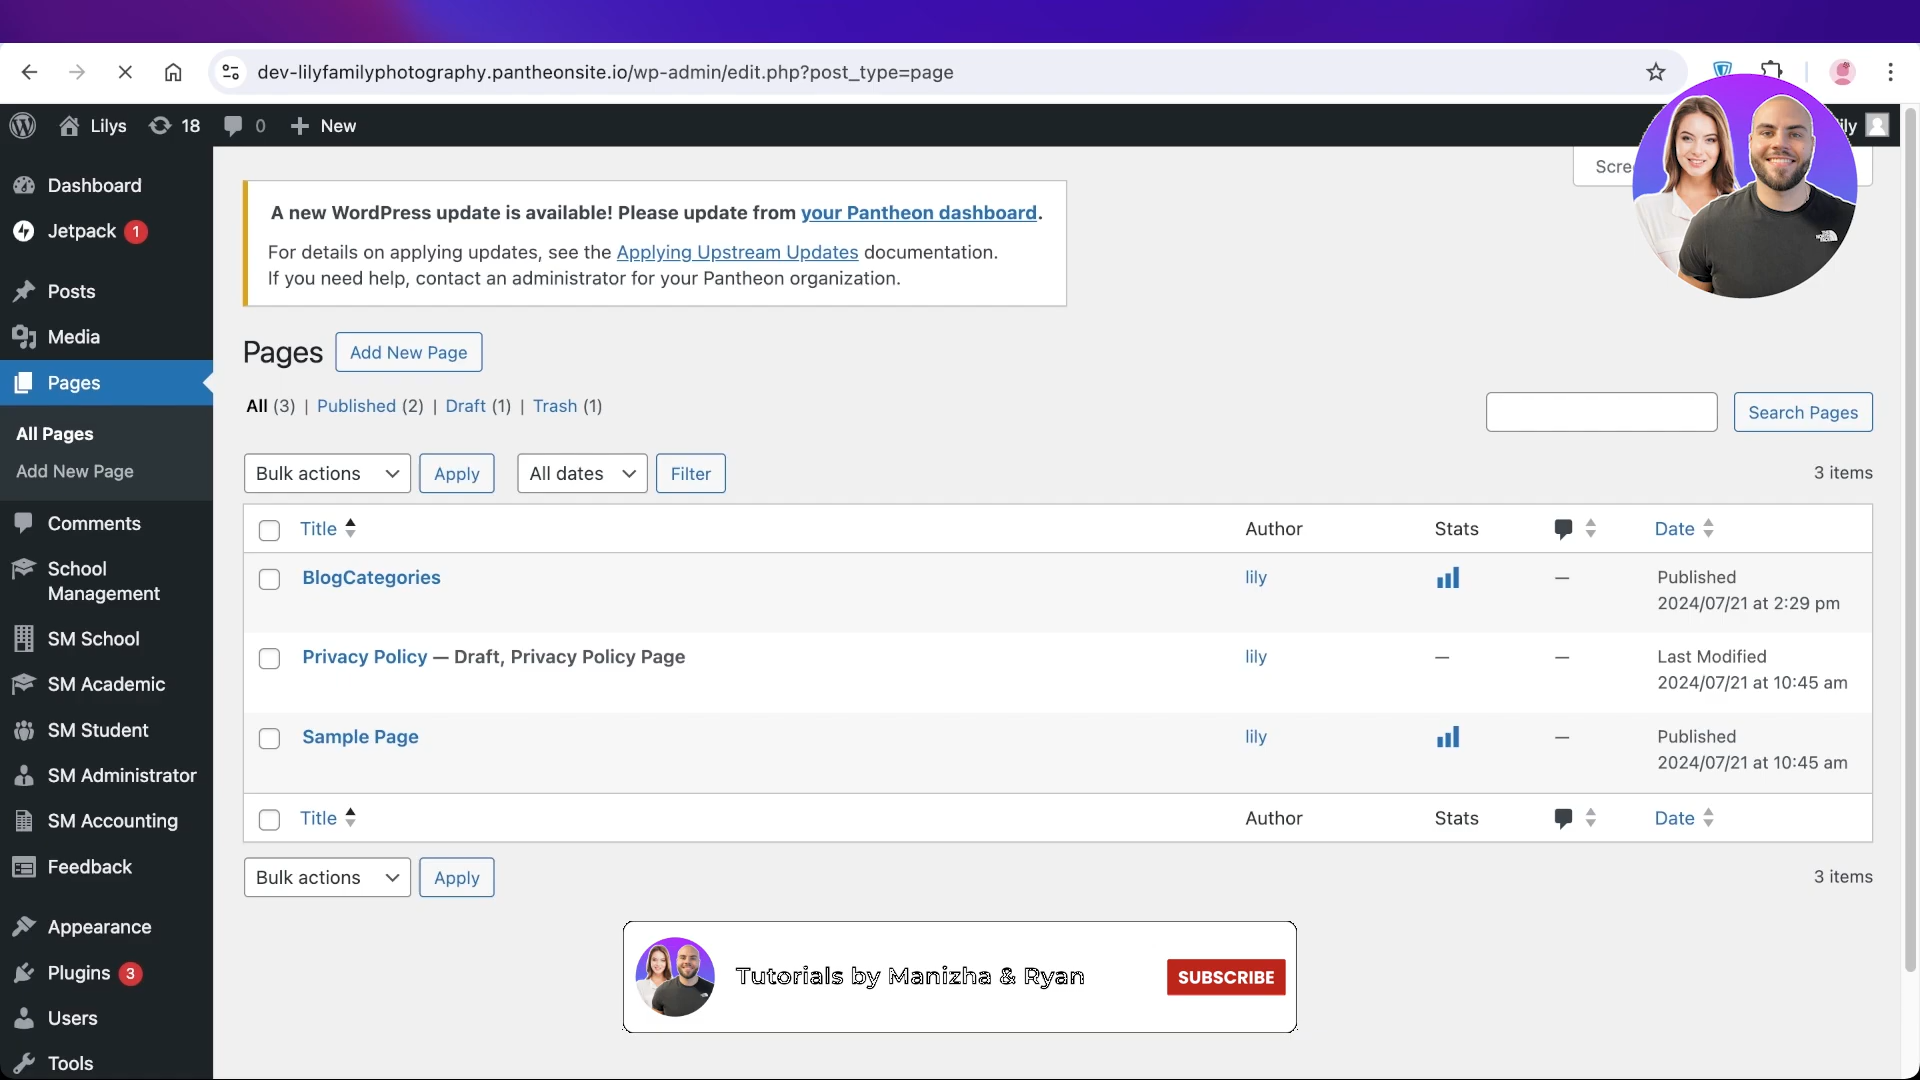 dev-lilyfamilyphotography.pantheonsite.io/wp-admin/edit.php?post_type=page
Lilys 18 0 New
Dashboard
Jetpack 1
Posts
Media
Pages
All Pages
Add New Page
Comments
School
Management
SM School
SM Academic
SM Student
SM Administrator
SM Accounting
Feedback
Appearance
Plugins 3
Users
Tools
A new WordPress update is available! Please update from your Pantheon dashboard.
For details on applying updates, see the Applying Upstream Updates documentation.
If you need help, contact an administrator for your Pantheon organization.
Pages Add New Page
All (3) | Published (2) | Draft (1) | Trash (1)
Search Pages
Bulk actions Apply All dates Filter 3 items
Title Author Stats Date
BlogCategories lily — Published
2024/07/21 at 2:29 pm
Privacy Policy — Draft, Privacy Policy Page lily — — Last Modified
2024/07/21 at 10:45 am
Sample Page lily — Published
2024/07/21 at 10:45 am
Title Author Stats Date
Bulk actions Apply 3 items
Tutorials by Manizha & Ryan SUBSCRIBE